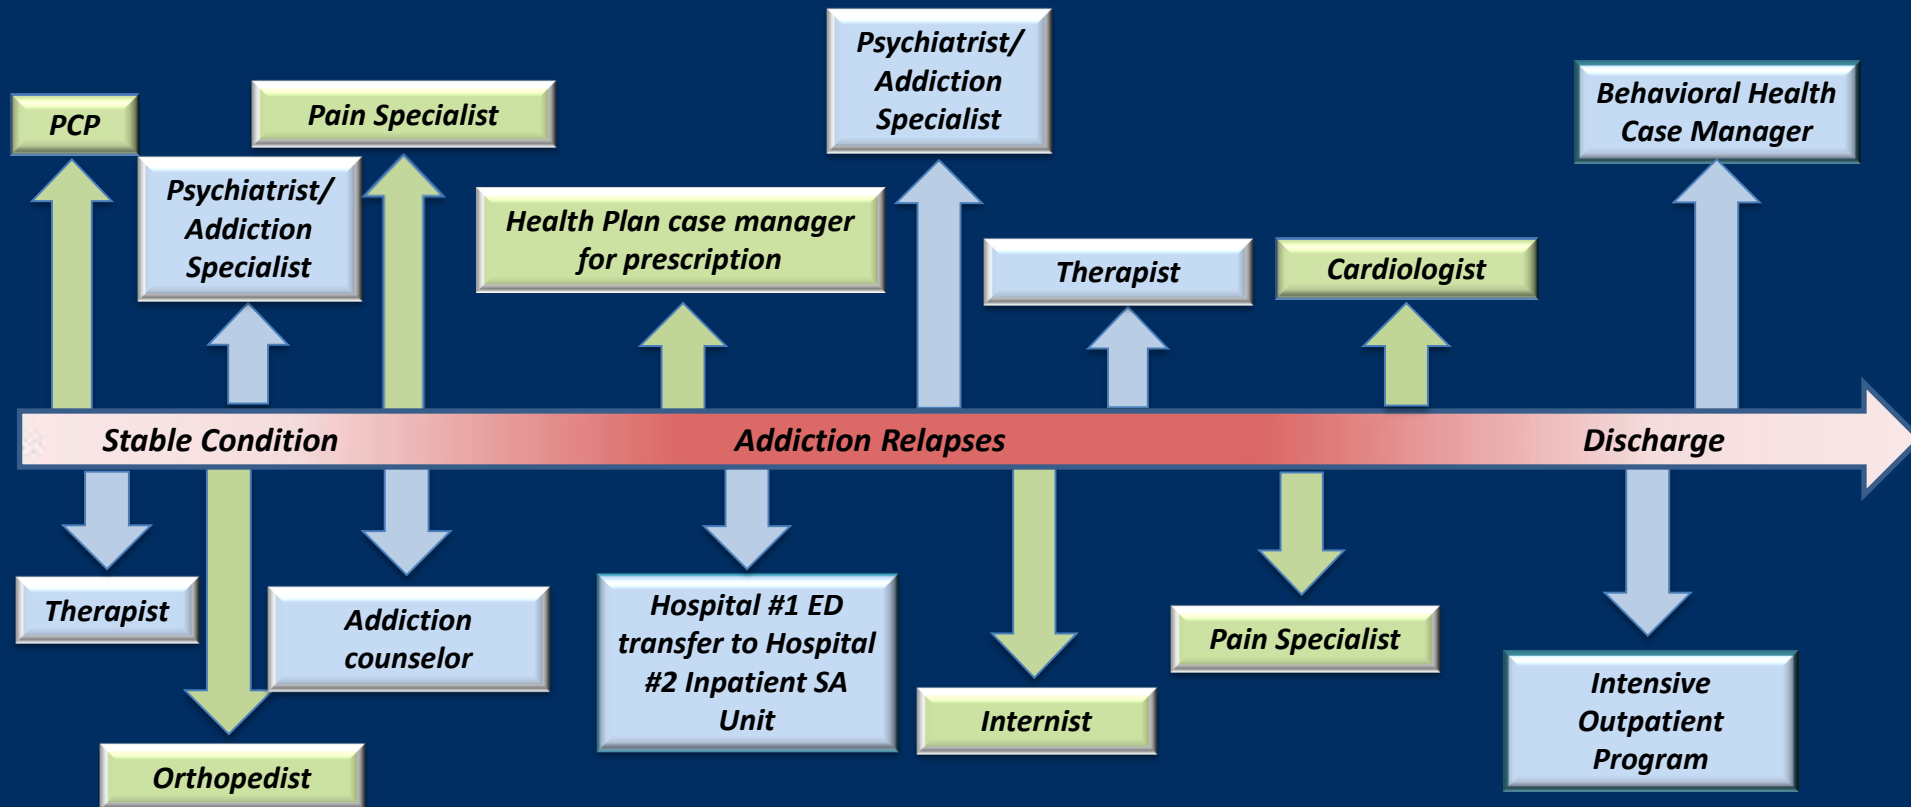 PCP
Pain Specialist
Psychiatrist/
Addiction
Specialist
Health Plan case manager
for prescription
Psychiatrist/
Addiction
Specialist
Therapist
Cardiologist
Behavioral Health
Case Manager
Stable Condition
Addiction Relapses
Discharge
Therapist
Orthopedist
Addiction
counselor
Hospital #1 ED
transfer to Hospital
#2 Inpatient SA
Unit
Internist
Pain Specialist
Intensive
Outpatient
Program